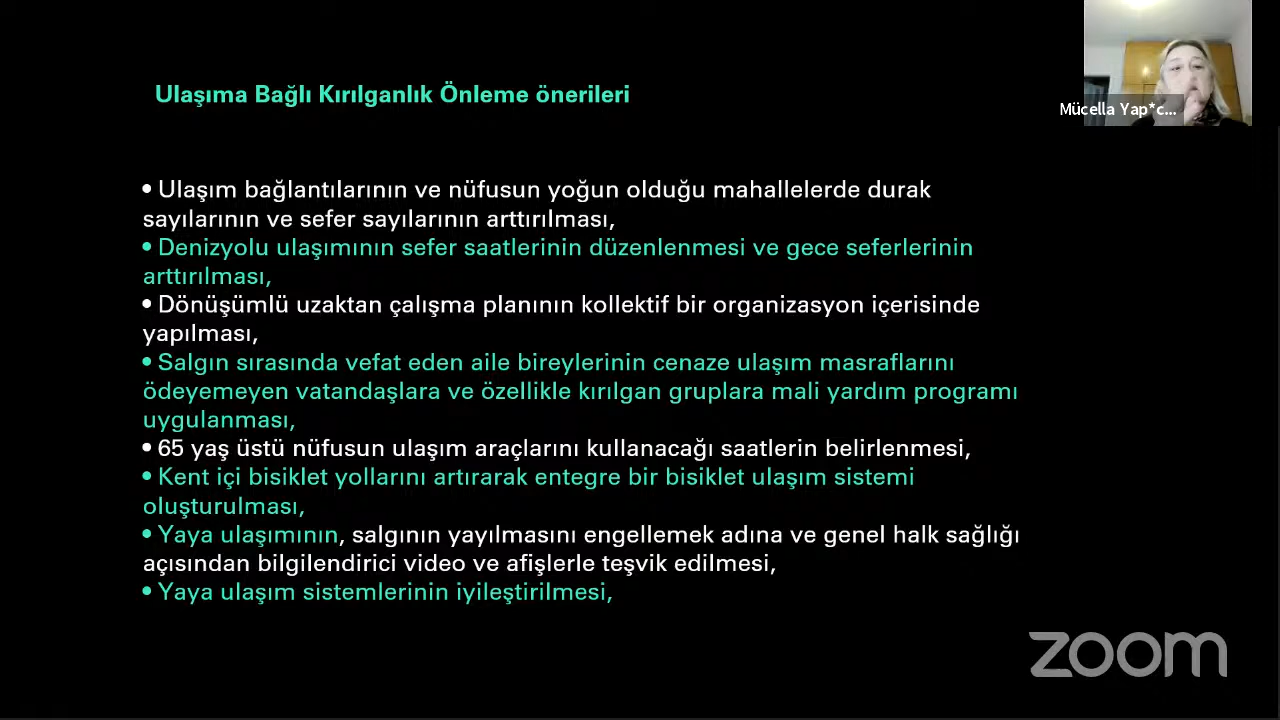 Ulaşıma Bağlı Kırılganlık Önleme önerileri
Mücella Yap*c...
• Ulaşım bağlantılarının ve nüfusun yoğun olduğu mahallelerde durak
sayılarının ve sefer sayılarının arttırılması,
• Denizyolu ulaşımının sefer saatlerinin düzenlenmesi ve gece seferlerinin
arttırılması,
• Dönüşümlü uzaktan çalışma planının kollektif bir organizasyon içerisinde
yapılması,
• Salgın sırasında vefat eden aile bireylerinin cenaze ulaşım masraflarını
ödeyemeyen vatandaşlara ve özellikle kırılgan gruplara mali yardım programı
uygulanması,
• 65 yaş üstü nüfusun ulaşım araçlarını kullanacağı saatlerin belirlenmesi,
• Kent içi bisiklet yollarını artırarak entegre bir bisiklet ulaşım sistemi
oluşturulması,
• Yaya ulaşımının, salgının yayılmasını engellemek adına ve genel halk sağlığı
açısından bilgilendirici video ve afişlerle teşvik edilmesi,
• Yaya ulaşım sistemlerinin iyileştirilmesi,
zoom